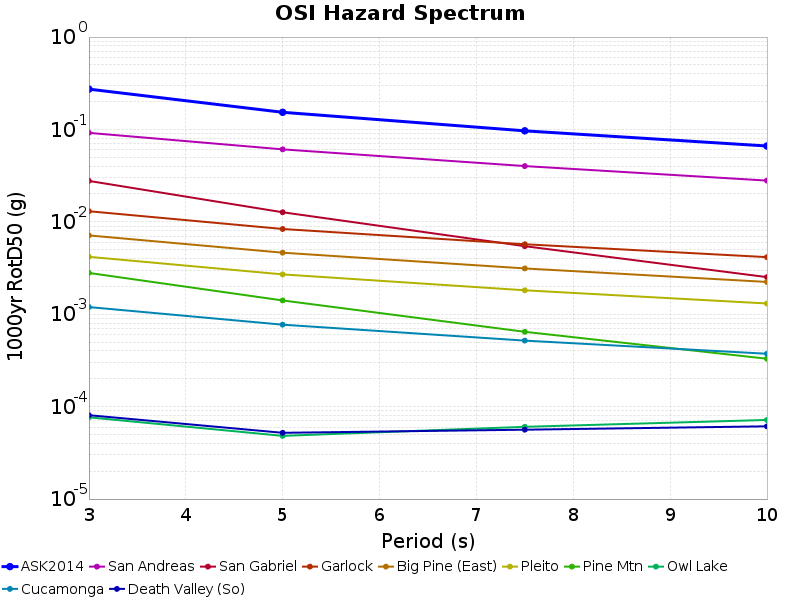 OSI Hazard Spectrum
1000yr RotD50 (g)
10^0
10^-1
10^-2
10^-3
10^-4
10^-5
3 4 5 6 7 8 9 10
Period (s)
ASK2014 San Andreas San Gabriel Garlock Big Pine (East) Pleito Pine Mtn Owl Lake
Cucamonga Death Valley (So)